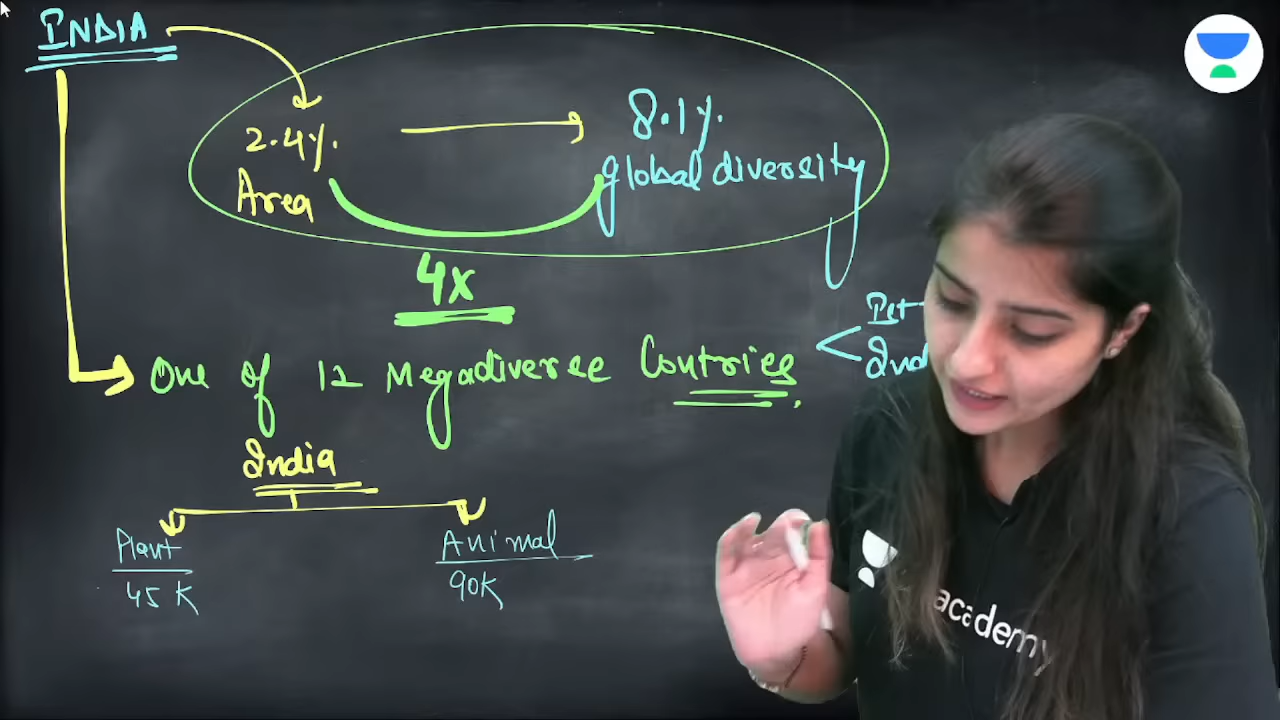 INDIA
2.4%.
Area
8.1%.
global diversity
4x
One of 12 Megadiverse Contries.
India
Plant
45 K
Animal
90K
academy